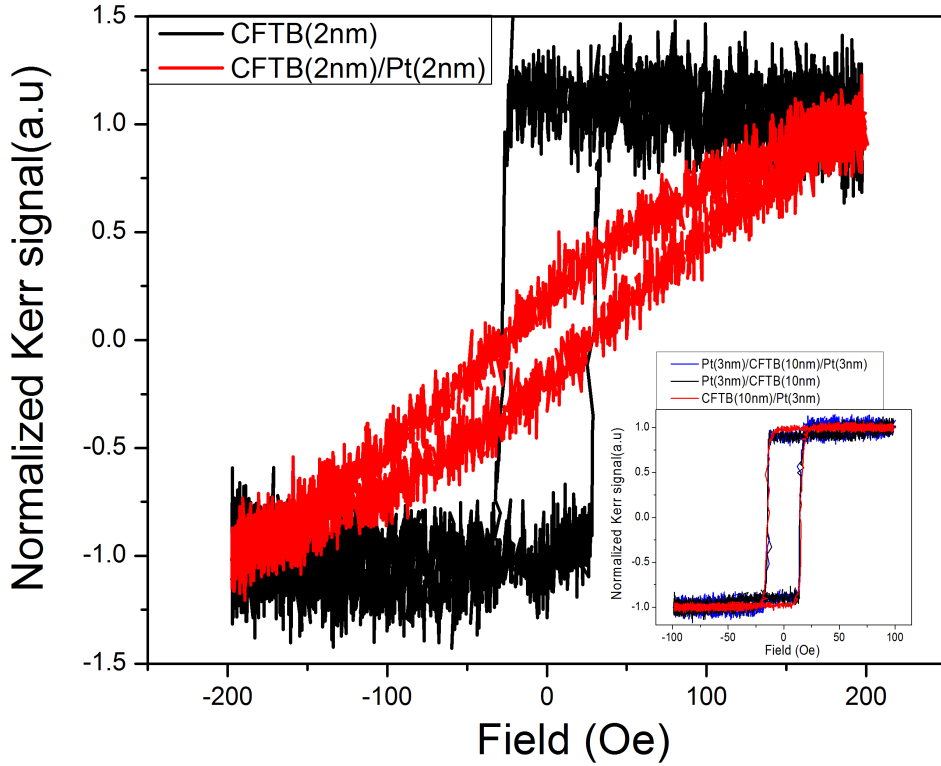 CFTB(2nm)
CFTB(2nm)/Pt(2nm)
Normalized Kerr signal(a.u)
1.5
1.0
0.5
0.0
-0.5
-1.0
-1.5
-200
-100
0
100
200
Field (Oe)
Pt(3nm)/CFTB(10nm)/Pt(3nm)
Pt(3nm)/CFTB(10nm)
CFTB(10nm)/Pt(3nm)
Normalized Kerr signal(a.u)
1.0
0.5
0.0
-0.5
-1.0
-100
-50
0
50
100
Field (Oe)